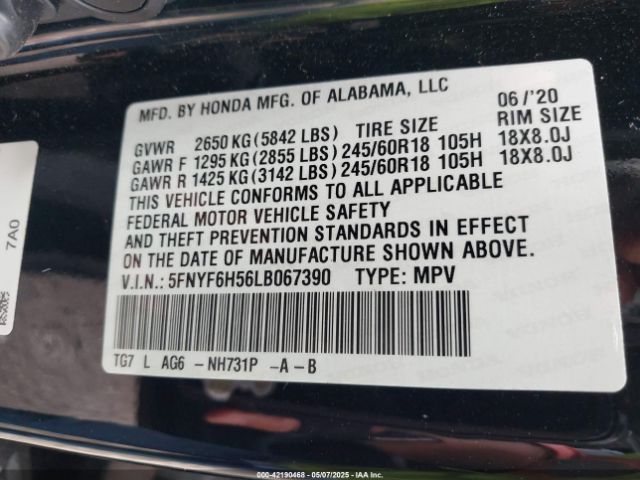 MFD. BY HONDA MFG. OF ALABAMA, LLC 06/'20
GVWR 2650 KG (5842 LBS) TIRE SIZE RIM SIZE
GAWR F 1295 KG (2855 LBS) 245/60R18 105H 18X8.0J
GAWR R 1425 KG (3142 LBS) 245/60R18 105H 18X8.0J
THIS VEHICLE CONFORMS TO ALL APPLICABLE
FEDERAL MOTOR VEHICLE SAFETY
AND THEFT PREVENTION STANDARDS IN EFFECT
ON THE DATE OF MANUFACTURE SHOWN ABOVE.
V.I.N.: 5FNYF6H56LB067390 TYPE: MPV
TG7 L AG6 -NH731P -A-B
7A0
000-42190468 - 05/07/2025 - IAA, Inc.